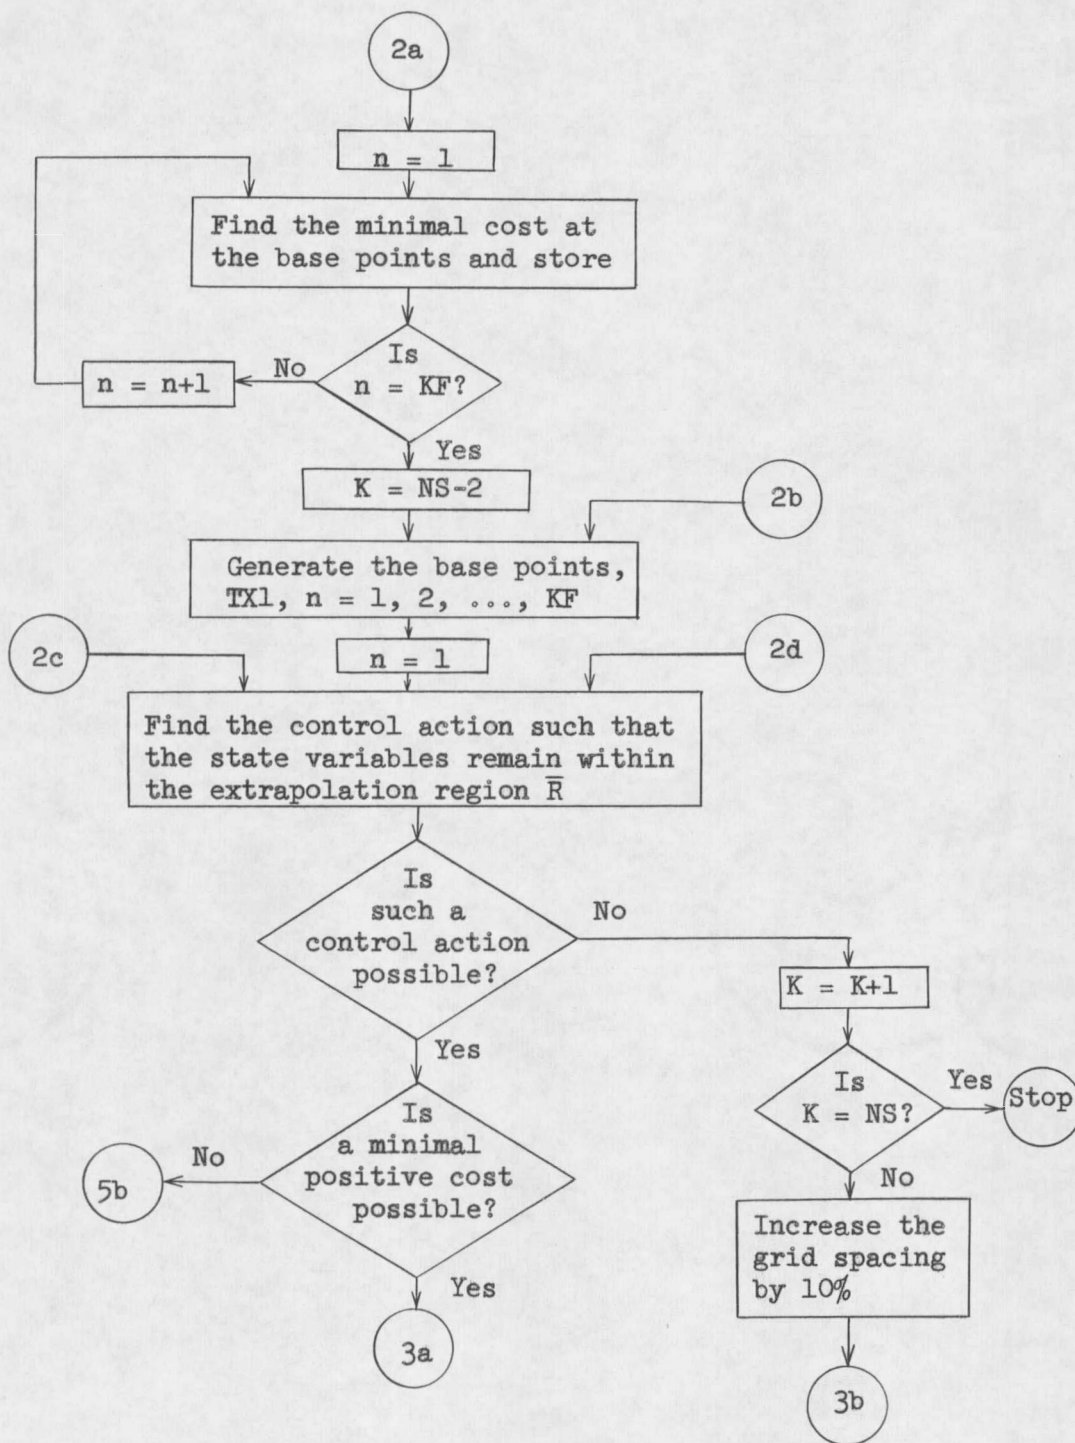 2a
n = 1
Find the minimal cost at
the base points and store
Is
n = KF?
No
n = n+1
Yes
K = NS-2
2b
Generate the base points,
TX1, n = 1, 2, ..., KF
2c
n = 1
2d
Find the control action such that
the state variables remain within
the extrapolation region R̅
Is
such a
control action
possible?
No
K = K+1
Yes
Is
K = NS?
Yes
Stop
Is
a minimal
positive cost
possible?
No
5b
No
Increase the
grid spacing
by 10%
Yes
3a
3b